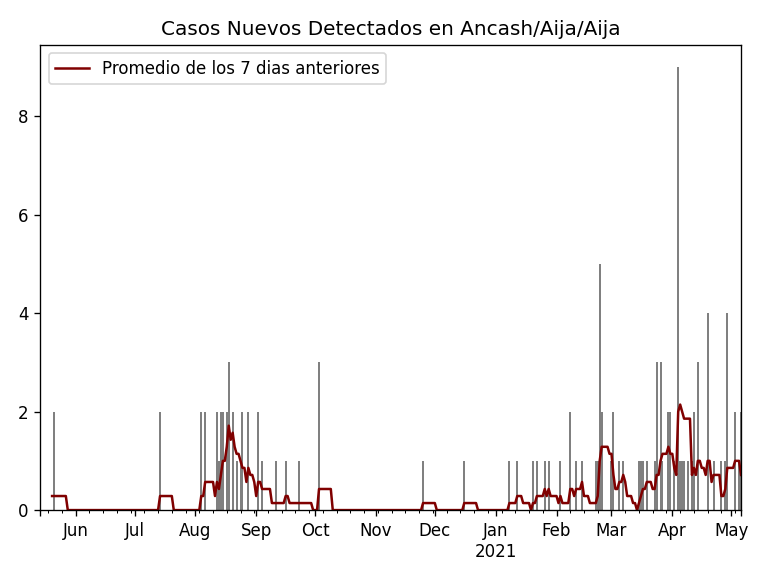 Casos Nuevos Detectados en Ancash/Aija/Aija
Promedio de los 7 dias anteriores
8
6
4
2
0
Jun Jul Aug Sep Oct Nov Dec Jan Feb Mar Apr May
2021